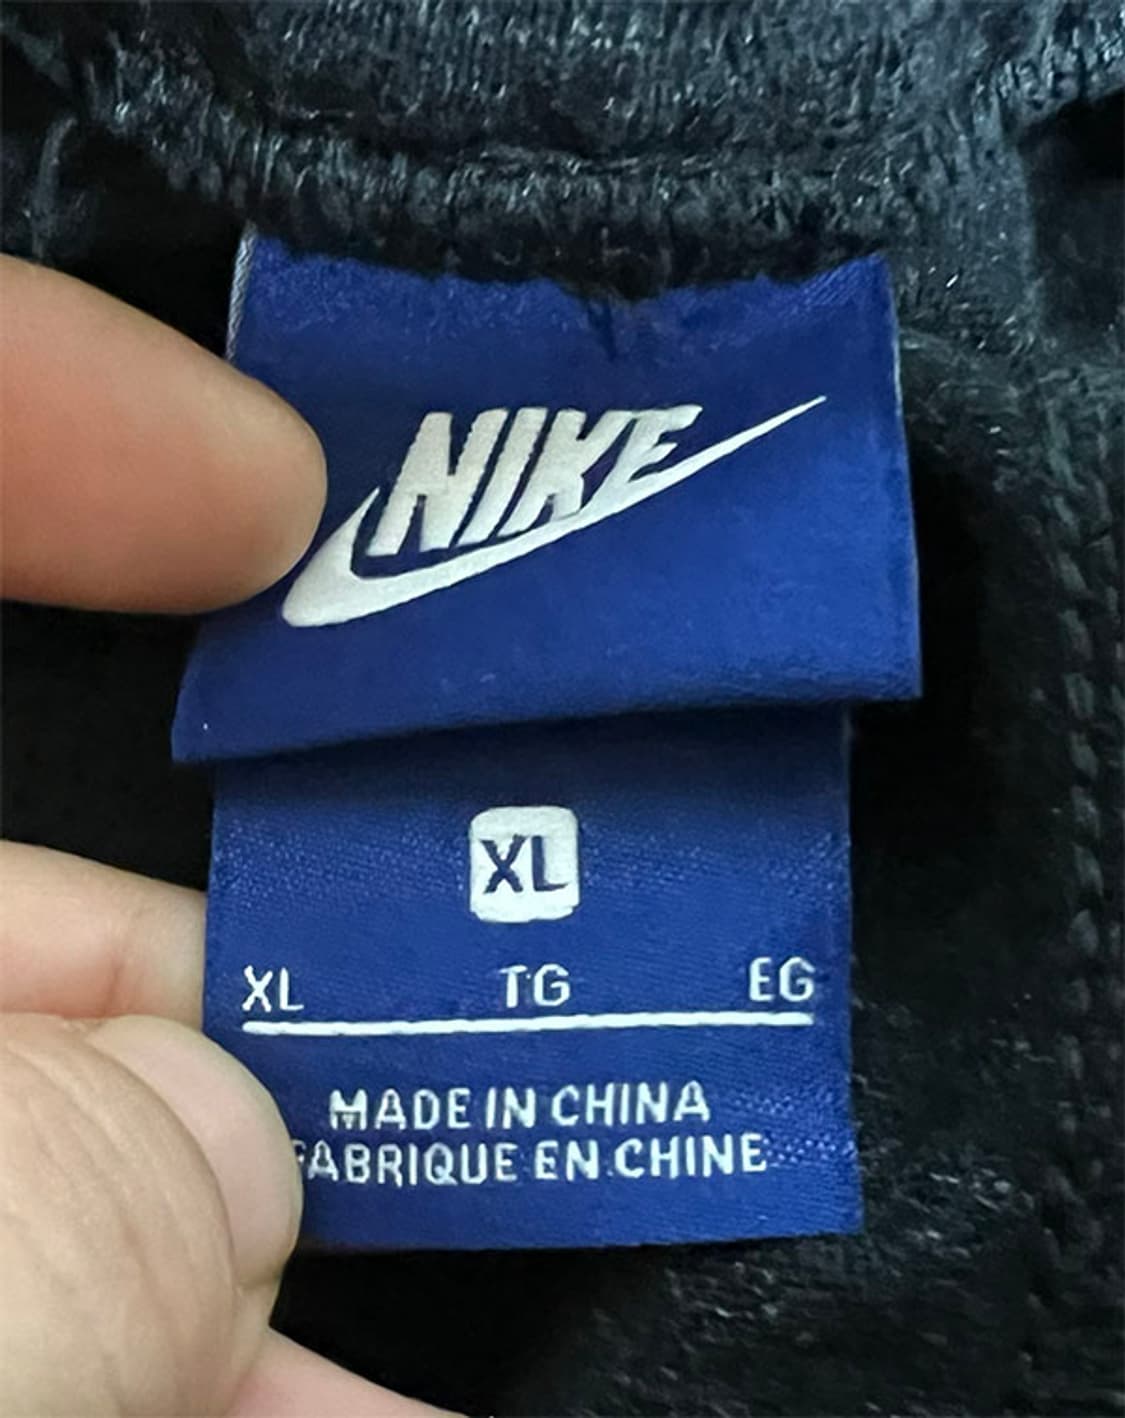 NIKE
XL
XL TG EG
MADE IN CHINA
FABRIQUE EN CHINE